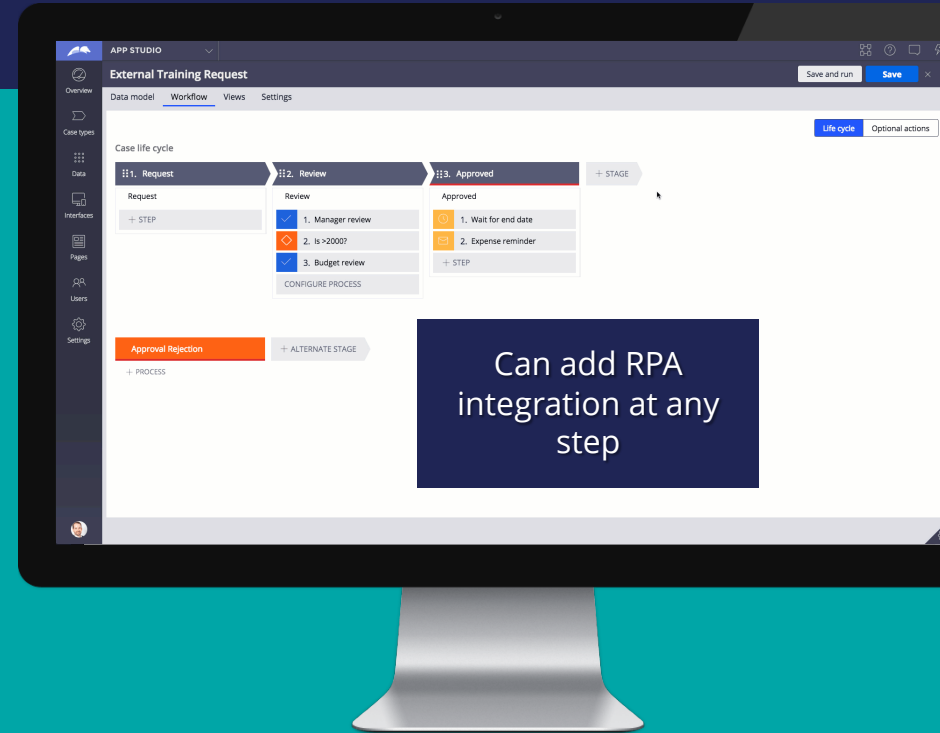 APP STUDIO
External Training Request
Save and run
Save
Overview
Data model Workflow Views Settings
Case types
Life cycle Optional actions
Case life cycle
1. Request
2. Review
3. Approved
+ STAGE
Data
Request
Review
Approved
+ STEP
1. Manager review
1. Wait for end date
Interfaces
2. Is >2000?
2. Expense reminder
3. Budget review
+ STEP
Pages
CONFIGURE PROCESS
Users
Settings
Approval Rejection
+ ALTERNATE STAGE
+ PROCESS
Can add RPA
integration at any
step